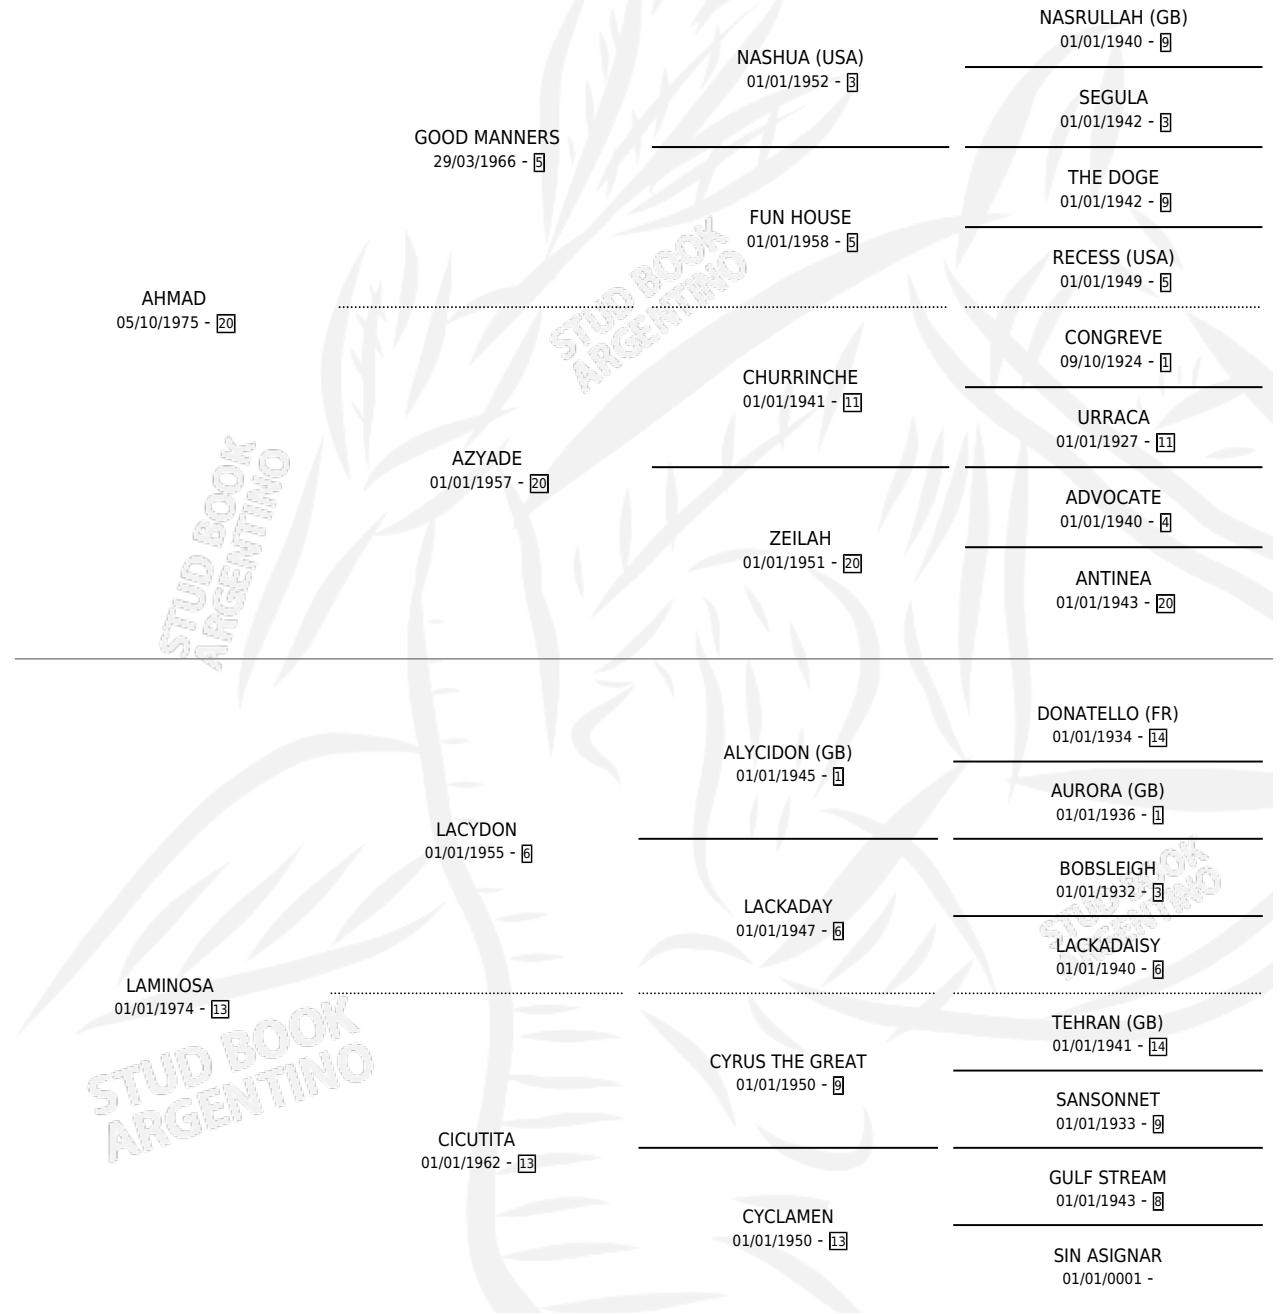 NASRULLAH (GB)
01/01/1940 - 9
NASHUA (USA)
01/01/1952 - 3
SEGULA
01/01/1942 - 3
GOOD MANNERS
29/03/1966 - 5
THE DOGE
01/01/1942 - 9
FUN HOUSE
01/01/1958 - 5
RECESS (USA)
01/01/1949 - 5
AHMAD
05/10/1975 - 20
CONGREVE
09/10/1924 - 1
CHURRINCHE
01/01/1941 - 11
URRACA
01/01/1927 - 11
AZYADE
01/01/1957 - 20
ADVOCATE
01/01/1940 - 4
ZEILAH
01/01/1951 - 20
ANTINEA
01/01/1943 - 20
DONATELLO (FR)
01/01/1934 - 14
ALYCIDON (GB)
01/01/1945 - 1
AURORA (GB)
01/01/1936 - 1
LACYDON
01/01/1955 - 6
BOBSLEIGH
01/01/1932 - 3
LACKADAY
01/01/1947 - 6
LACKADAISY
01/01/1940 - 6
LAMINOSA
01/01/1974 - 13
TEHRAN (GB)
01/01/1941 - 14
CYRUS THE GREAT
01/01/1950 - 9
SANSONNET
01/01/1933 - 9
CICUTITA
01/01/1962 - 13
GULF STREAM
01/01/1943 - 8
CYCLAMEN
01/01/1950 - 13
SIN ASIGNAR
01/01/0001 -
STUD BOOK
ARGENTINO
STUD BOOK
ARGENTINO
STUD BOOK
ARGENTINO
STUD BOOK
ARGENTINO